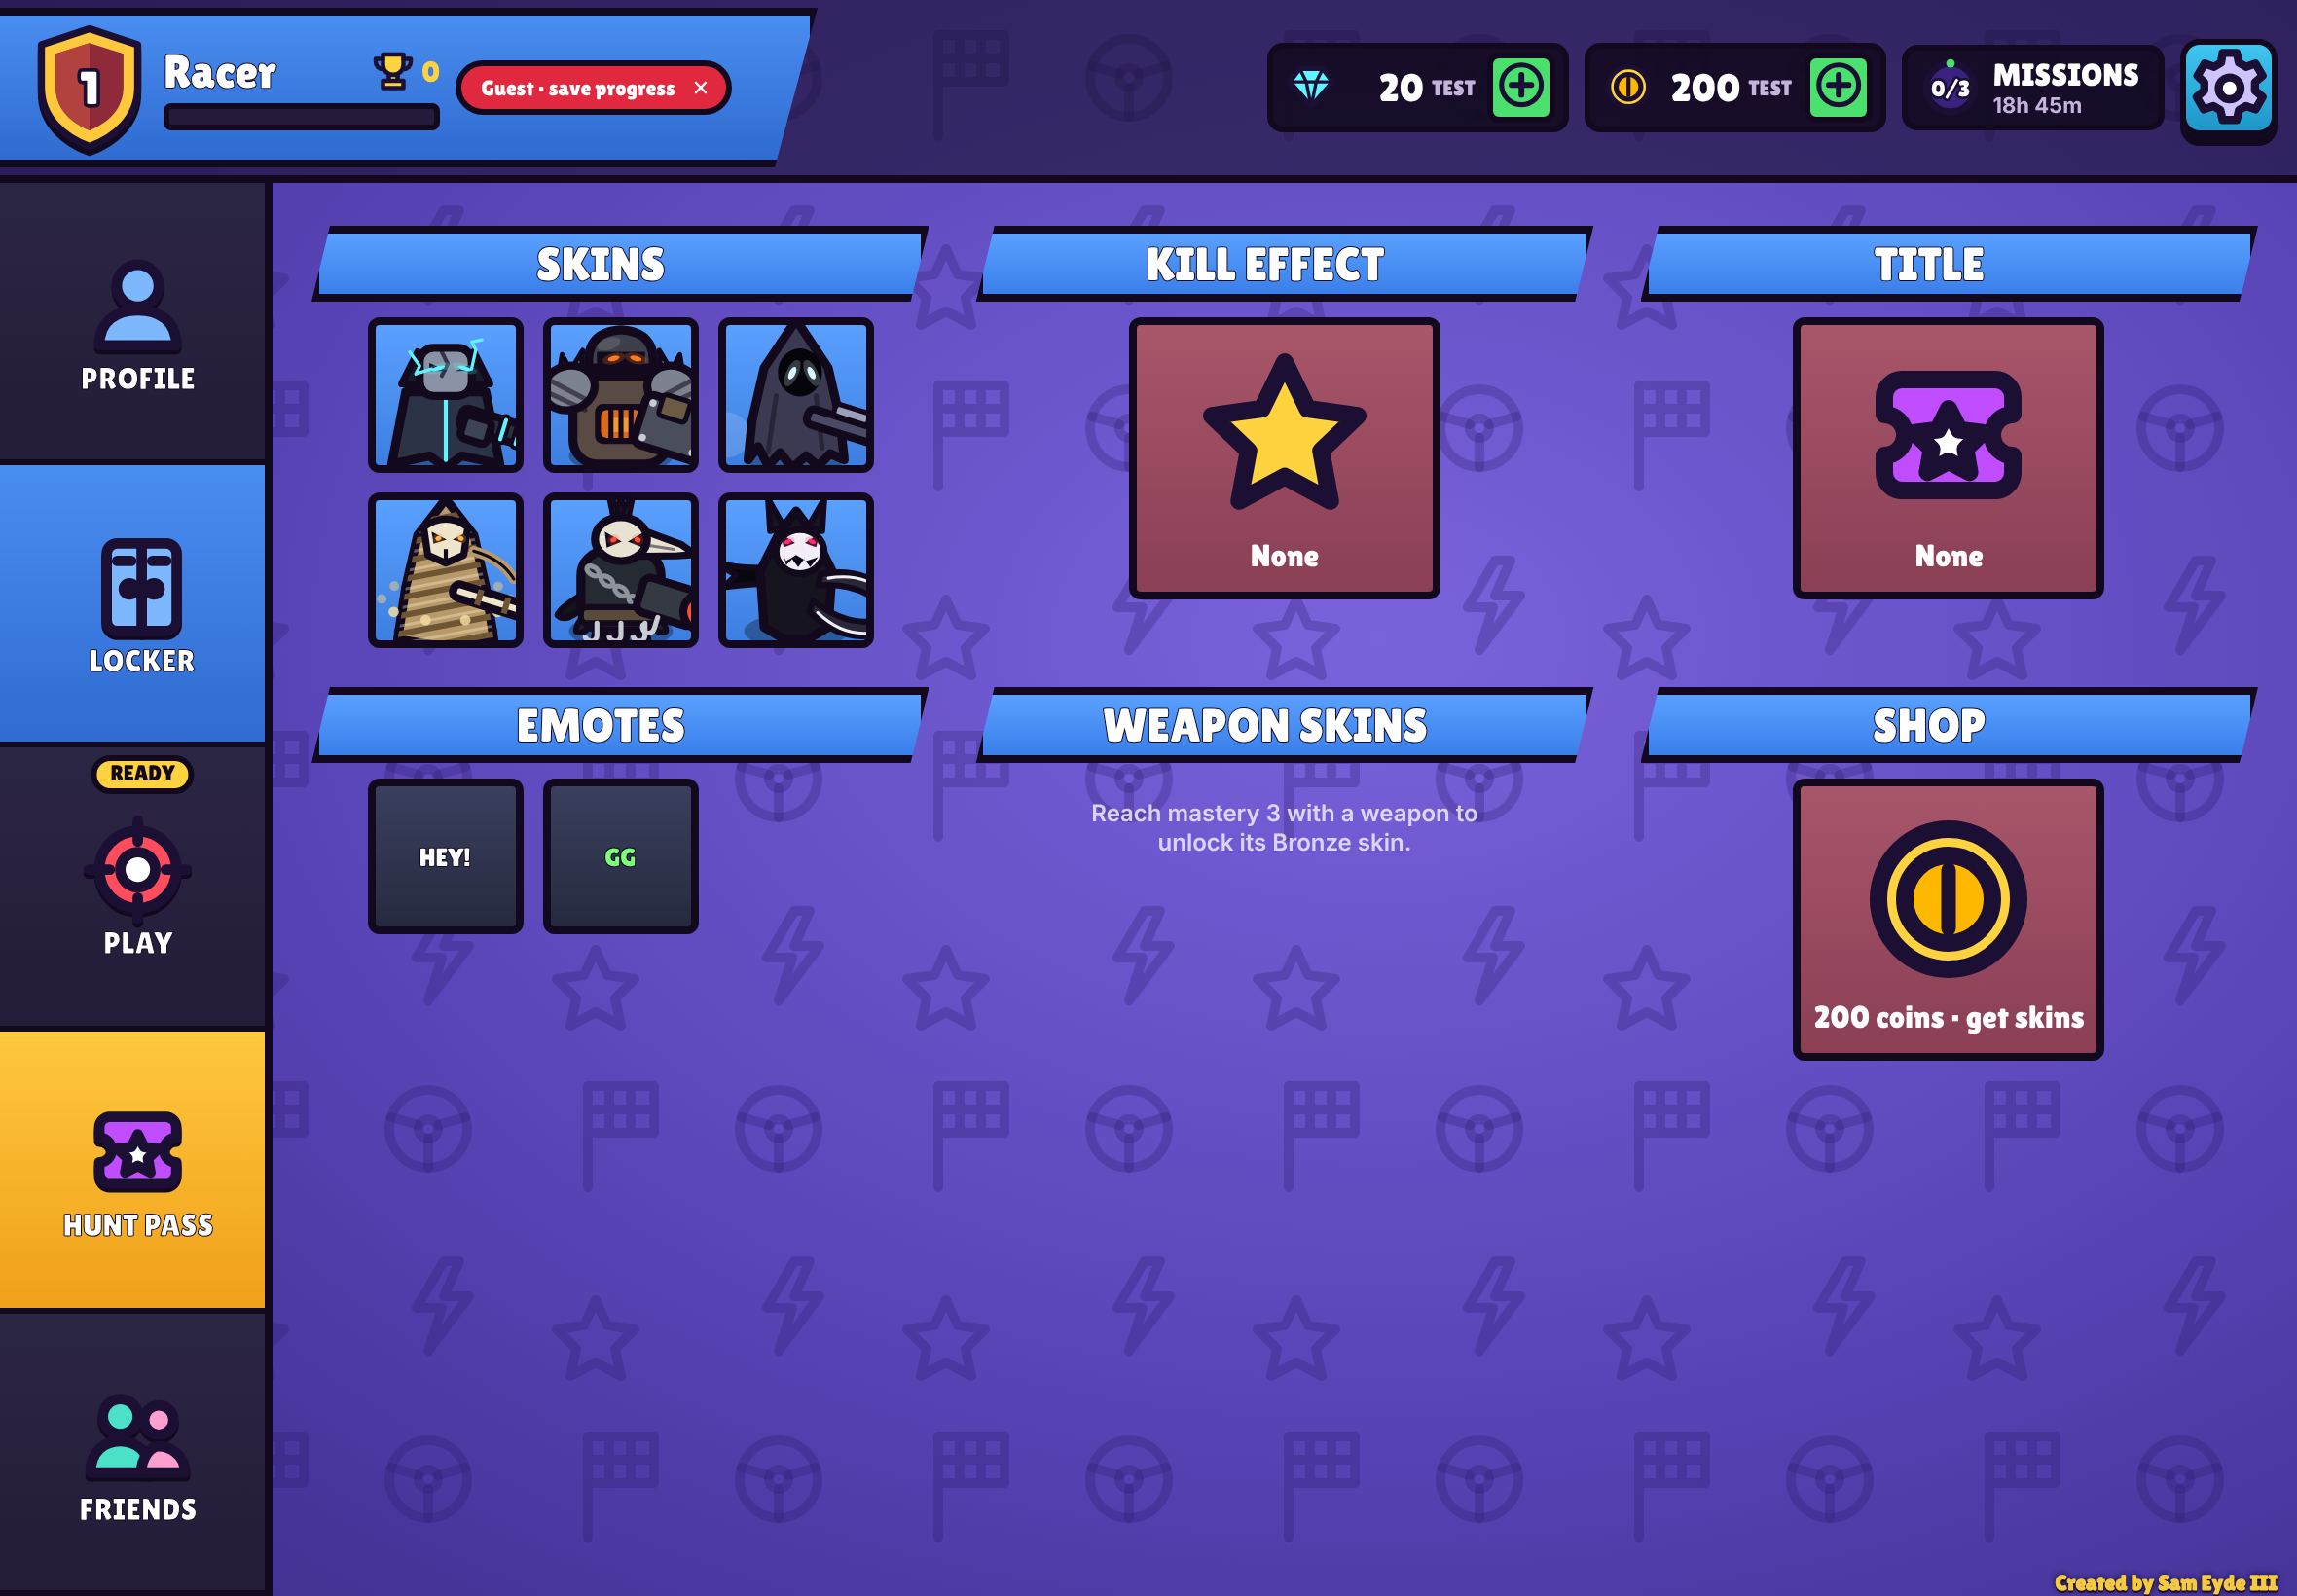 1
Racer
0
Guest · save progress ×
20 TEST
200 TEST
0/3
MISSIONS
18h 45m
PROFILE
LOCKER
READY
PLAY
HUNT PASS
FRIENDS
SKINS
KILL EFFECT
None
TITLE
None
EMOTES
HEY!
GG
WEAPON SKINS
Reach mastery 3 with a weapon to
unlock its Bronze skin.
SHOP
200 coins · get skins
Created by Sam Eyde III